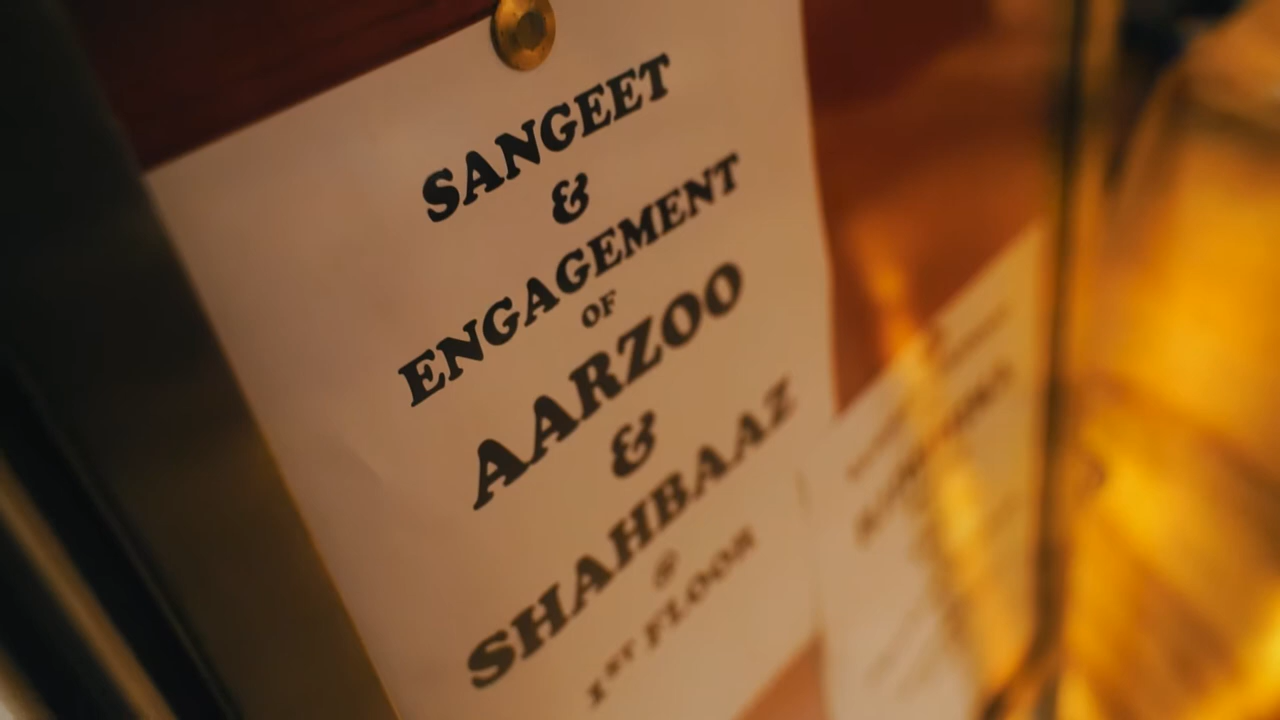 SANGEET
&
ENGAGEMENT
OF
AARZOO
&
SHAHBAAZ
@
1ST FLOOR